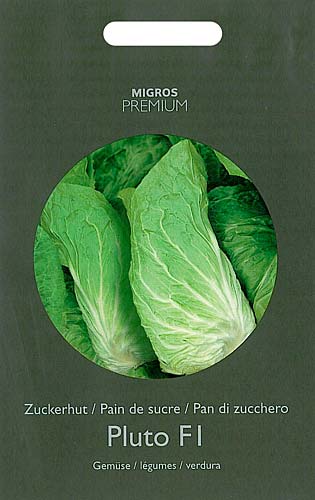 MIGROS
PREMIUM
Zuckerhut / Pain de sucre / Pan di zucchero
Pluto F1
Gemüse / légumes / verdura